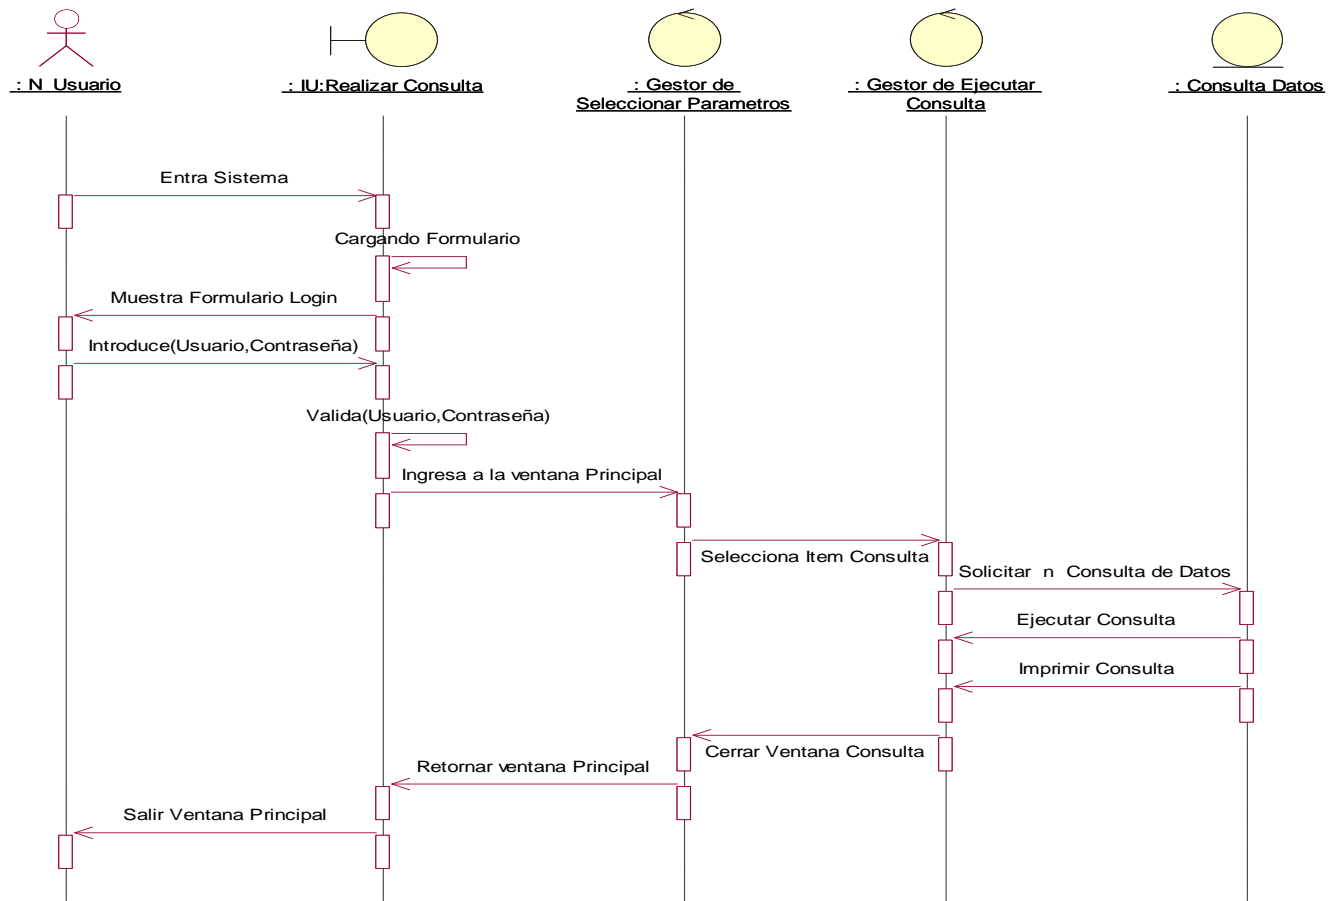 : N Usuario
: IU:Realizar Consulta
: Gestor de
Seleccionar Parametros
: Gestor de Ejecutar
Consulta
: Consulta Datos
Entra Sistema
Cargando Formulario
Muestra Formulario Login
Introduce(Usuario,Contraseña)
Valida(Usuario,Contraseña)
Ingresa a la ventana Principal
Selecciona Item Consulta
Solicitar n Consulta de Datos
Ejecutar Consulta
Imprimir Consulta
Cerrar Ventana Consulta
Retornar ventana Principal
Salir Ventana Principal